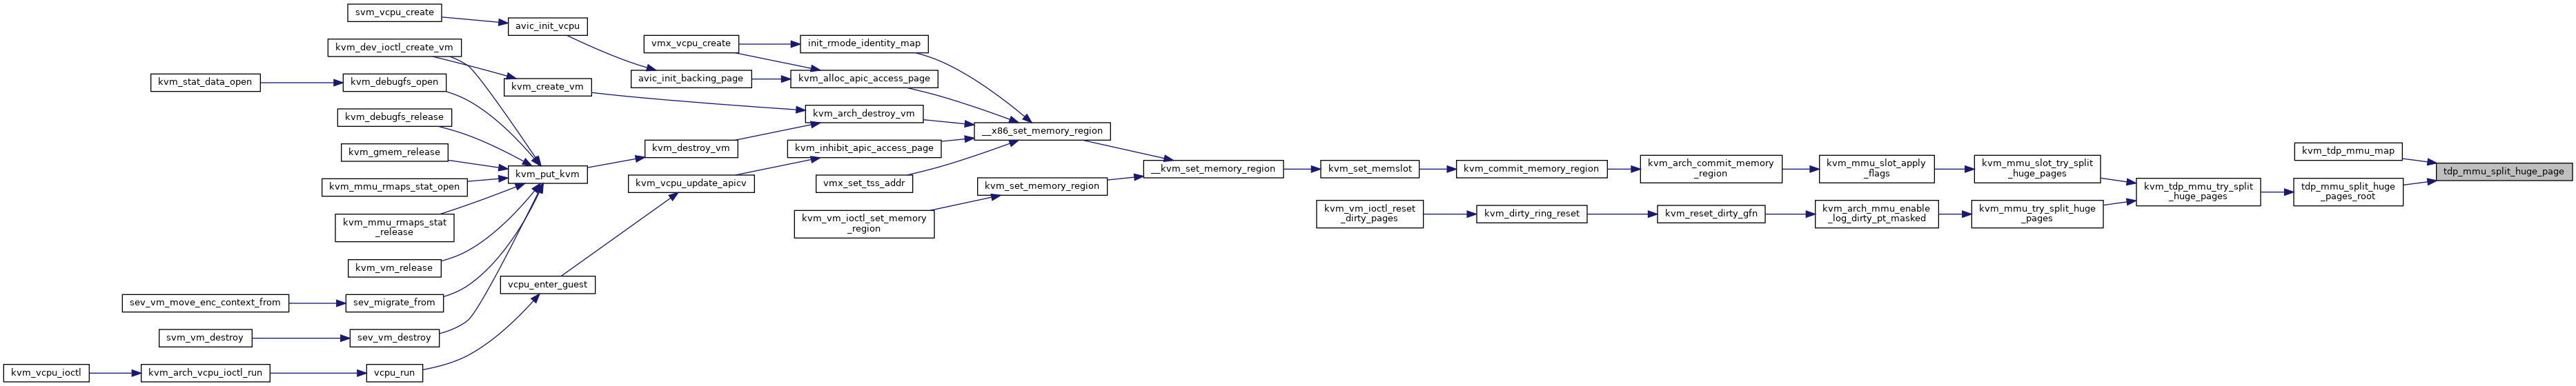 svm_vcpu_create
avic_init_vcpu
kvm_dev_ioctl_create_vm
vmx_vcpu_create
init_rmode_identity_map
kvm_stat_data_open
kvm_debugfs_open
kvm_create_vm
avic_init_backing_page
kvm_alloc_apic_access_page
kvm_debugfs_release
kvm_arch_destroy_vm
__x86_set_memory_region
kvm_gmem_release
kvm_destroy_vm
kvm_inhibit_apic_access_page
kvm_tdp_mmu_map
kvm_put_kvm
__kvm_set_memory_region
kvm_set_memslot
kvm_commit_memory_region
kvm_arch_commit_memory
_region
kvm_mmu_slot_apply
_flags
kvm_mmu_slot_try_split
_huge_pages
tdp_mmu_split_huge_page
kvm_mmu_rmaps_stat_open
kvm_vcpu_update_apicv
vmx_set_tss_addr
kvm_set_memory_region
kvm_tdp_mmu_try_split
_huge_pages
tdp_mmu_split_huge
_pages_root
kvm_mmu_rmaps_stat
_release
kvm_vm_ioctl_set_memory
_region
kvm_vm_ioctl_reset
_dirty_pages
kvm_dirty_ring_reset
kvm_reset_dirty_gfn
kvm_arch_mmu_enable
_log_dirty_pt_masked
kvm_mmu_try_split_huge
_pages
kvm_vm_release
vcpu_enter_guest
sev_vm_move_enc_context_from
sev_migrate_from
svm_vm_destroy
sev_vm_destroy
kvm_vcpu_ioctl
kvm_arch_vcpu_ioctl_run
vcpu_run